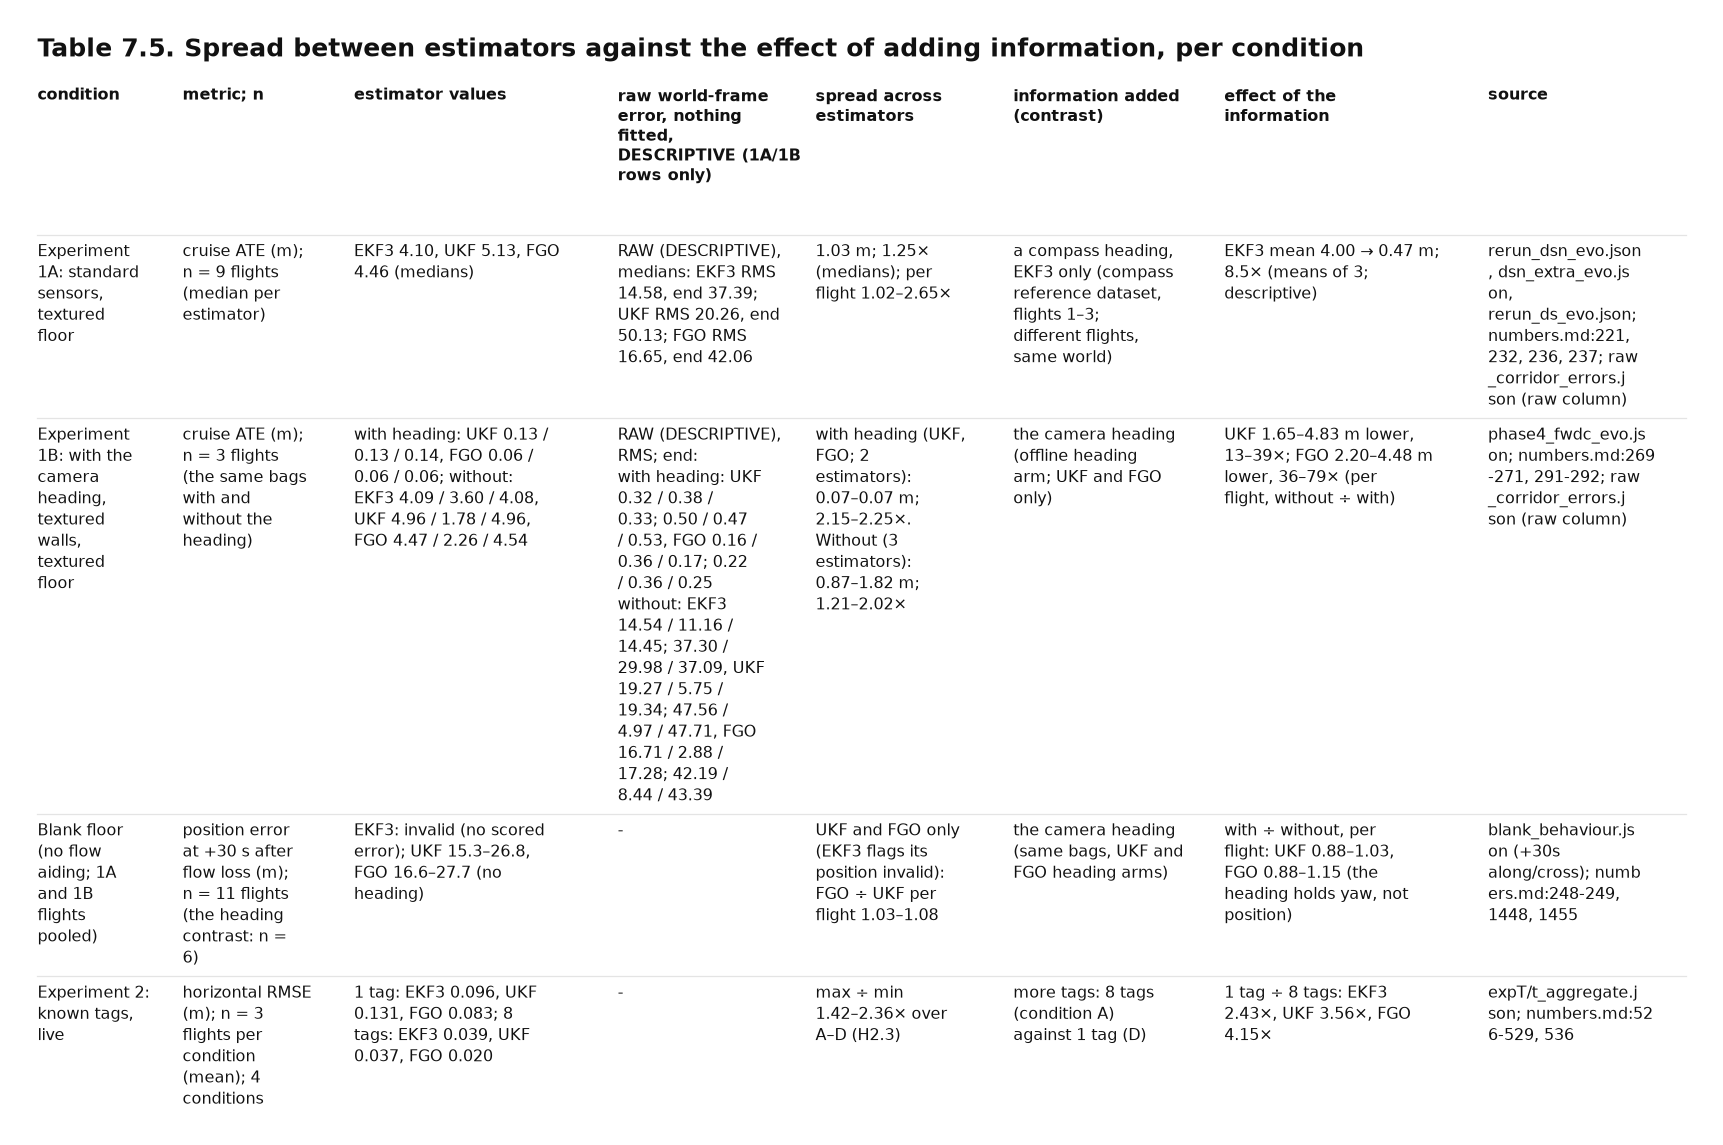 Table 7.5. Spread between estimators against the effect of adding information, per condition
condition
metric; n
estimator values
raw world-frame
error, nothing
fitted,
DESCRIPTIVE (1A/1B
rows only)
spread across
estimators
information added
(contrast)
effect of the
information
source
Experiment
1A: standard
sensors,
textured
floor
cruise ATE (m);
n = 9 flights
(median per
estimator)
EKF3 4.10, UKF 5.13, FGO
4.46 (medians)
RAW (DESCRIPTIVE),
medians: EKF3 RMS
14.58, end 37.39;
UKF RMS 20.26, end
50.13; FGO RMS
16.65, end 42.06
1.03 m; 1.25×
(medians); per
flight 1.02–2.65×
a compass heading,
EKF3 only (compass
reference dataset,
flights 1–3;
different flights,
same world)
EKF3 mean 4.00 → 0.47 m;
8.5× (means of 3;
descriptive)
rerun_dsn_evo.json
, dsn_extra_evo.js
on,
rerun_ds_evo.json;
numbers.md:221,
232, 236, 237; raw
_corridor_errors.j
son (raw column)
Experiment
1B: with the
camera
heading,
textured
walls,
textured
floor
cruise ATE (m);
n = 3 flights
(the same bags
with and
without the
heading)
with heading: UKF 0.13 /
0.13 / 0.14, FGO 0.06 /
0.06 / 0.06; without:
EKF3 4.09 / 3.60 / 4.08,
UKF 4.96 / 1.78 / 4.96,
FGO 4.47 / 2.26 / 4.54
RAW (DESCRIPTIVE),
RMS; end:
with heading: UKF
0.32 / 0.38 /
0.33; 0.50 / 0.47
/ 0.53, FGO 0.16 /
0.36 / 0.17; 0.22
/ 0.36 / 0.25
without: EKF3
14.54 / 11.16 /
14.45; 37.30 /
29.98 / 37.09, UKF
19.27 / 5.75 /
19.34; 47.56 /
4.97 / 47.71, FGO
16.71 / 2.88 /
17.28; 42.19 /
8.44 / 43.39
with heading (UKF,
FGO; 2
estimators):
0.07–0.07 m;
2.15–2.25×.
Without (3
estimators):
0.87–1.82 m;
1.21–2.02×
the camera heading
(offline heading
arm; UKF and FGO
only)
UKF 1.65–4.83 m lower,
13–39×; FGO 2.20–4.48 m
lower, 36–79× (per
flight, without ÷ with)
phase4_fwdc_evo.js
on; numbers.md:269
-271, 291-292; raw
_corridor_errors.j
son (raw column)
Blank floor
(no flow
aiding; 1A
and 1B
flights
pooled)
position error
at +30 s after
flow loss (m);
n = 11 flights
(the heading
contrast: n =
6)
EKF3: invalid (no scored
error); UKF 15.3–26.8,
FGO 16.6–27.7 (no
heading)
-
UKF and FGO only
(EKF3 flags its
position invalid):
FGO ÷ UKF per
flight 1.03–1.08
the camera heading
(same bags, UKF and
FGO heading arms)
with ÷ without, per
flight: UKF 0.88–1.03,
FGO 0.88–1.15 (the
heading holds yaw, not
position)
blank_behaviour.js
on (+30s
along/cross); numb
ers.md:248-249,
1448, 1455
Experiment 2:
known tags,
live
horizontal RMSE
(m); n = 3
flights per
condition
(mean); 4
conditions
1 tag: EKF3 0.096, UKF
0.131, FGO 0.083; 8
tags: EKF3 0.039, UKF
0.037, FGO 0.020
-
max ÷ min
1.42–2.36× over
A–D (H2.3)
more tags: 8 tags
(condition A)
against 1 tag (D)
1 tag ÷ 8 tags: EKF3
2.43×, UKF 3.56×, FGO
4.15×
expT/t_aggregate.j
son; numbers.md:52
6-529, 536